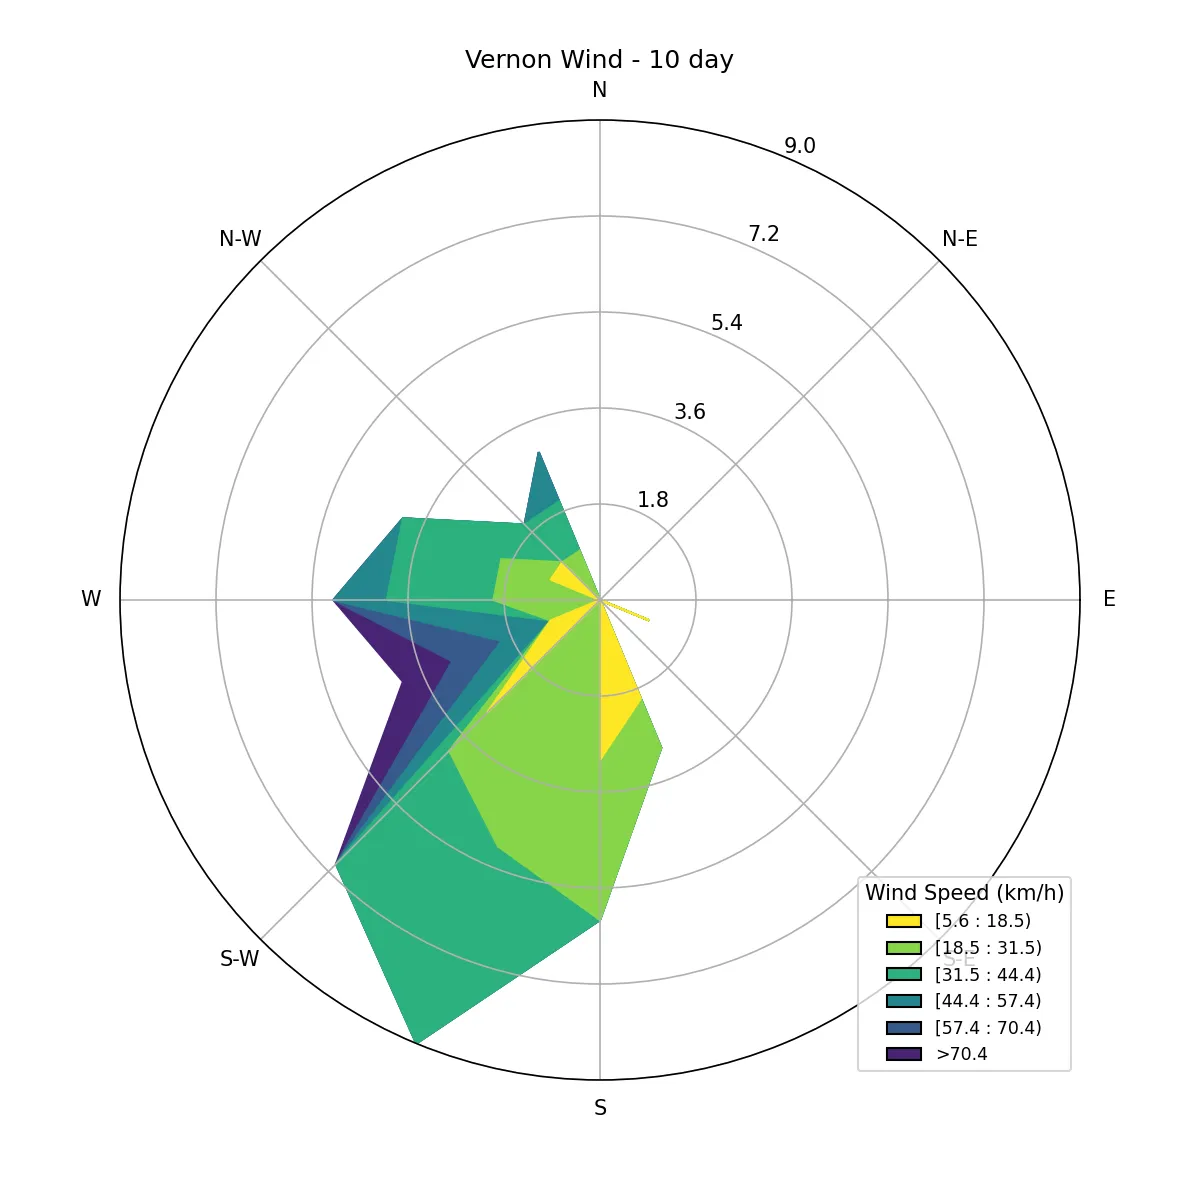 Vernon Wind - 10 day
N
9.0
N-W
7.2
N-E
5.4
3.6
1.8
W
E
S-W
S-E
S
Wind Speed (km/h)
[5.6 : 18.5)
[18.5 : 31.5)
[31.5 : 44.4)
[44.4 : 57.4)
[57.4 : 70.4)
>70.4